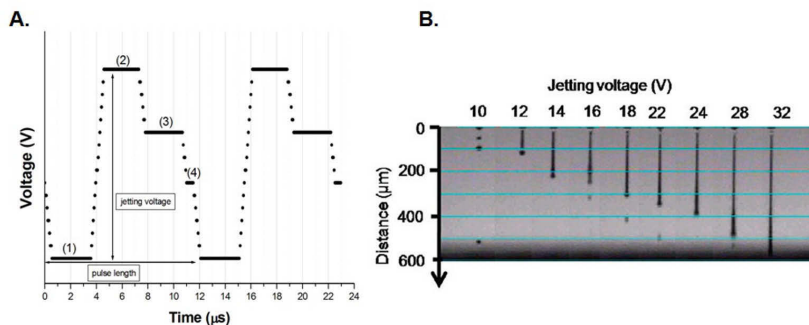 A.
Voltage (V)
(1)
(2)
(3)
(4)
jetting voltage
pulse length
0 2 4 6 8 10 12 14 16 18 20 22 24
Time (μs)
B.
Jetting voltage (V)
10 12 14 16 18 22 24 28 32
Distance (μm)
0
200
400
600